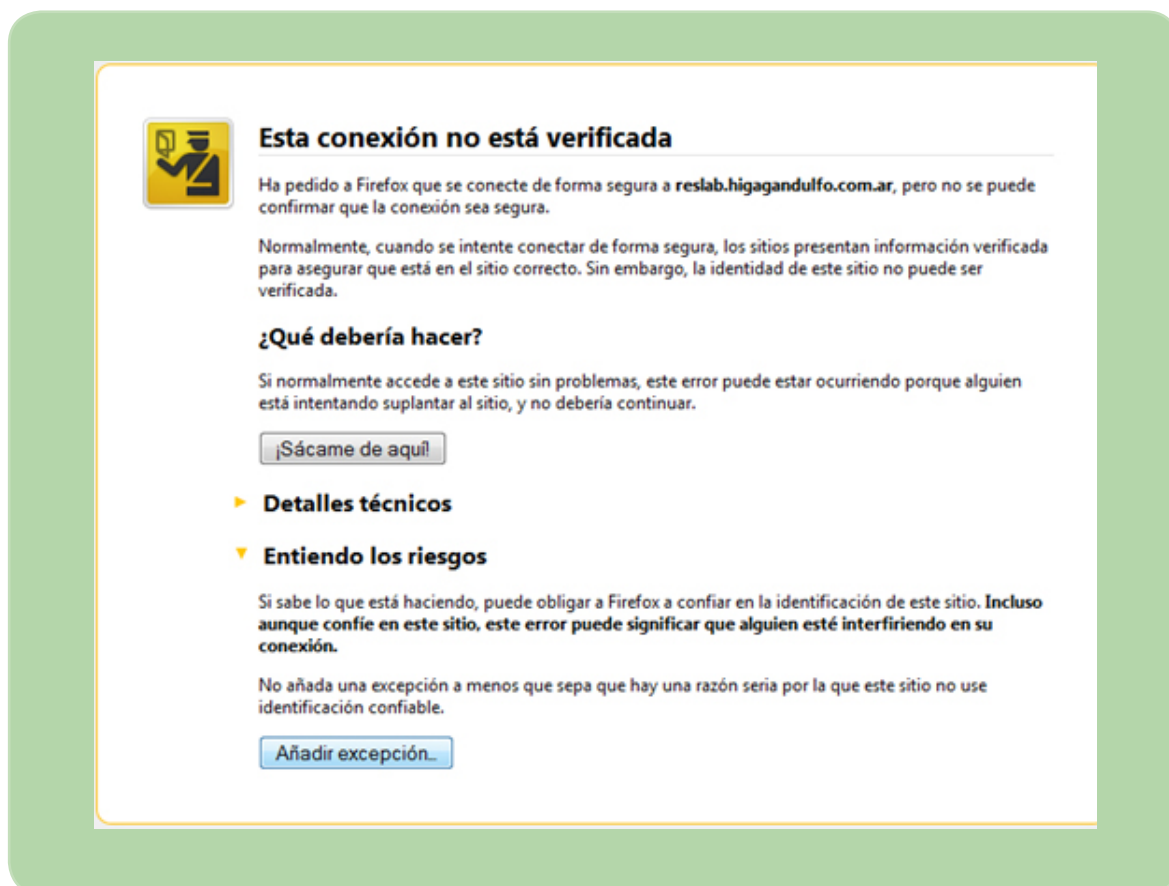 Esta conexión no está verificada
Ha pedido a Firefox que se conecte de forma segura a reslab.higagandulfo.com.ar, pero no se puede
confirmar que la conexión sea segura.
Normalmente, cuando se intente conectar de forma segura, los sitios presentan información verificada
para asegurar que está en el sitio correcto. Sin embargo, la identidad de este sitio no puede ser
verificada.
¿Qué debería hacer?
Si normalmente accede a este sitio sin problemas, este error puede estar ocurriendo porque alguien
está intentando suplantar al sitio, y no debería continuar.
¡Sácame de aquí!
Detalles técnicos
Entiendo los riesgos
Si sabe lo que está haciendo, puede obligar a Firefox a confiar en la identificación de este sitio. Incluso
aunque confíe en este sitio, este error puede significar que alguien esté interfiriendo en su
conexión.
No añada una excepción a menos que sepa que hay una razón seria por la que este sitio no use
identificación confiable.
Añadir excepción...